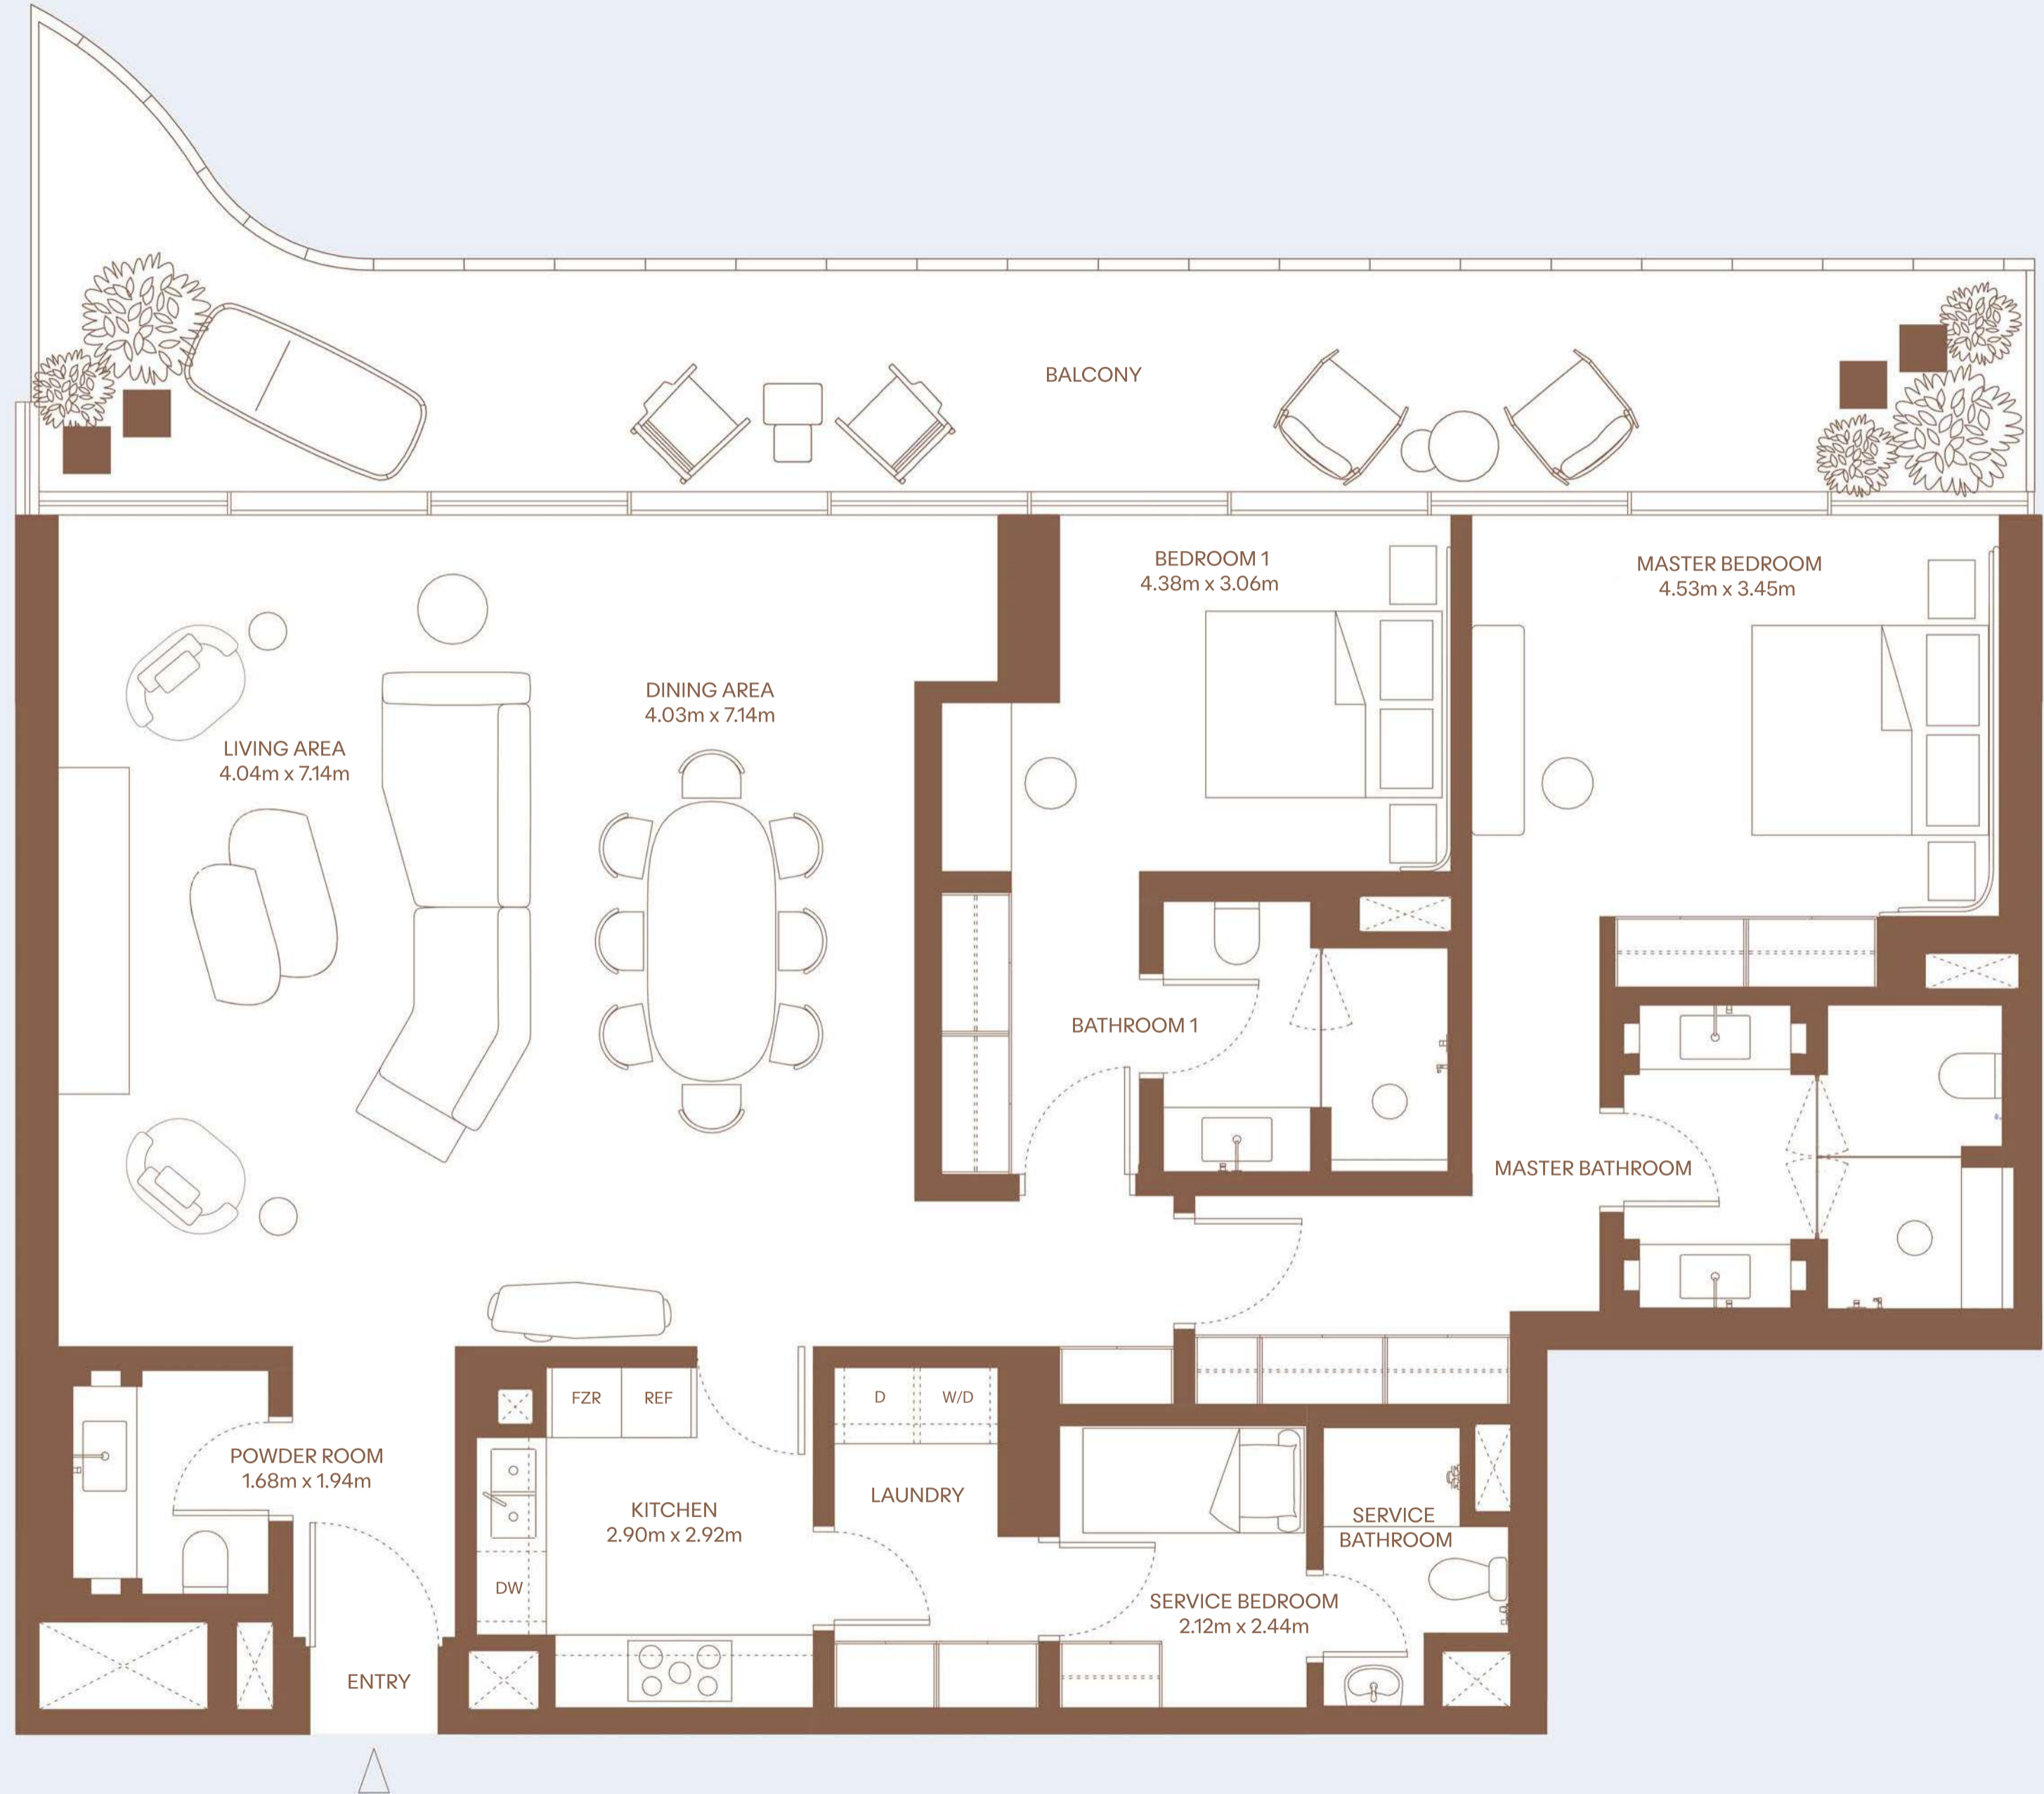 BALCONY
BEDROOM 1
4.38m x 3.06m
MASTER BEDROOM
4.53m x 3.45m
DINING AREA
4.03m x 7.14m
LIVING AREA
4.04m x 7.14m
BATHROOM 1
MASTER BATHROOM
FZR
REF
D
W/D
POWDER ROOM
1.68m x 1.94m
KITCHEN
2.90m x 2.92m
LAUNDRY
SERVICE
BATHROOM
DW
SERVICE BEDROOM
2.12m x 2.44m
ENTRY